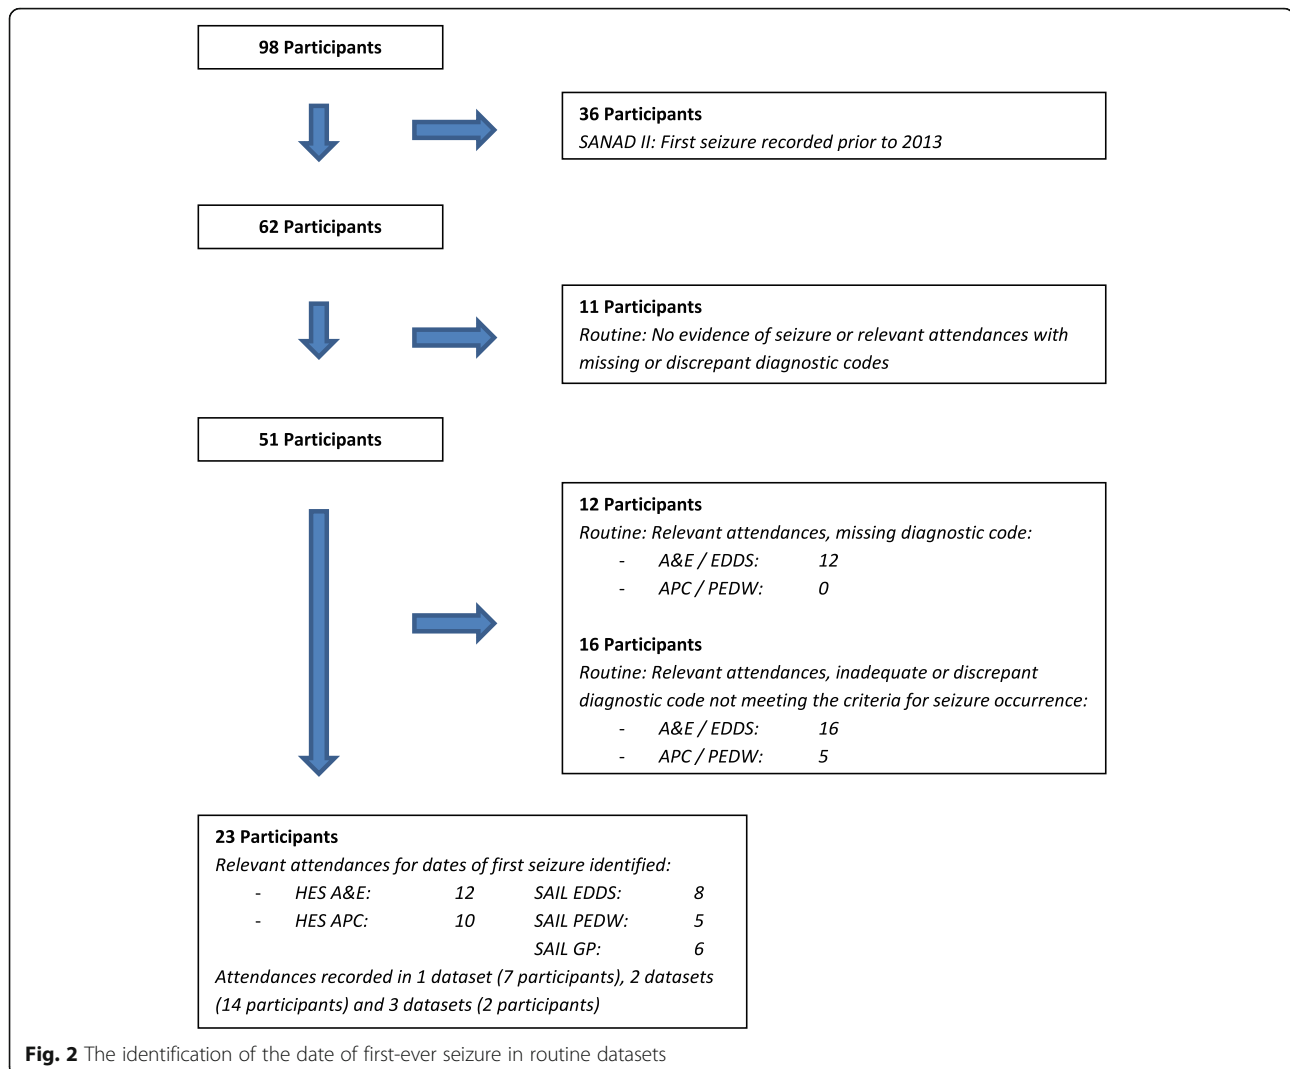 98 Participants
36 Participants
SANAD II: First seizure recorded prior to 2013
62 Participants
11 Participants
Routine: No evidence of seizure or relevant attendances with
missing or discrepant diagnostic codes
51 Participants
12 Participants
Routine: Relevant attendances, missing diagnostic code:
- A&E / EDDS: 12
- APC / PEDW: 0
16 Participants
Routine: Relevant attendances, inadequate or discrepant
diagnostic code not meeting the criteria for seizure occurrence:
- A&E / EDDS: 16
- APC / PEDW: 5
23 Participants
Relevant attendances for dates of first seizure identified:
- HES A&E: 12 SAIL EDDS: 8
- HES APC: 10 SAIL PEDW: 5
SAIL GP: 6
Attendances recorded in 1 dataset (7 participants), 2 datasets
(14 participants) and 3 datasets (2 participants)
Fig. 2 The identification of the date of first-ever seizure in routine datasets